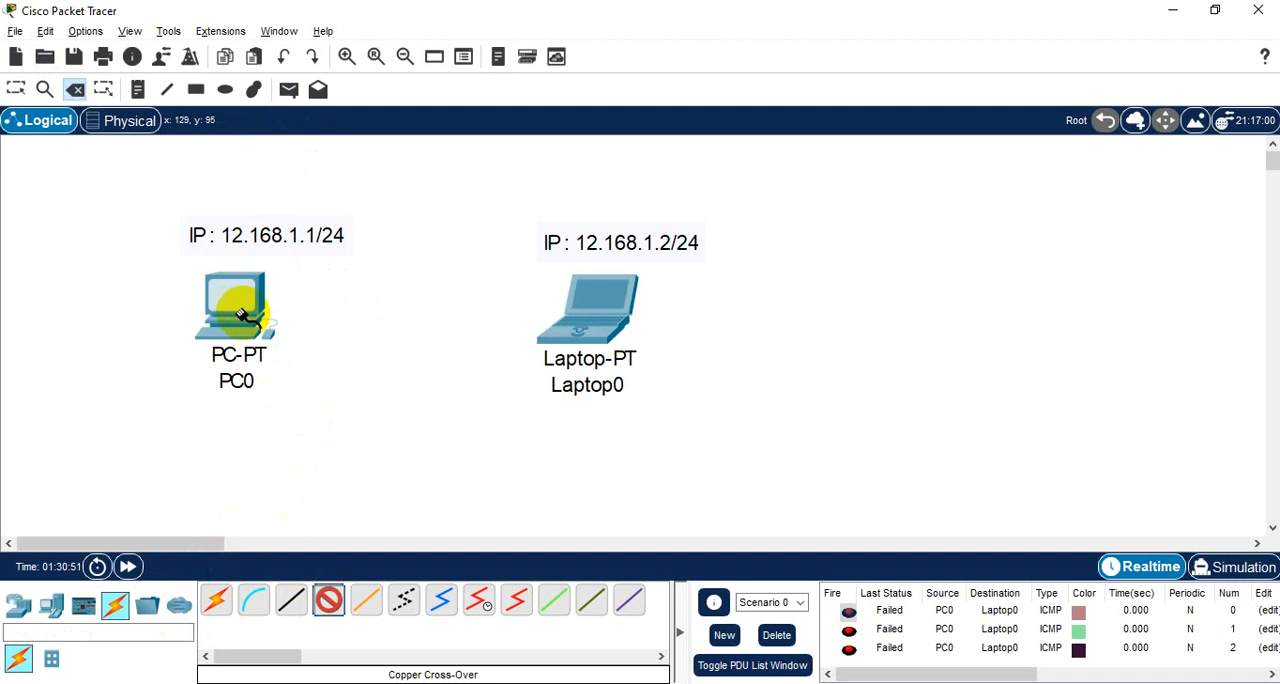 Cisco Packet Tracer
File Edit Options View Tools Extensions Window Help
?
Logical Physical x: 129, y: 95 Root 21:17:00
IP : 12.168.1.1/24
IP : 12.168.1.2/24
PC-PT
PC0
Laptop-PT
Laptop0
Time: 01:30:51 Realtime Simulation
Scenario 0
New Delete
Toggle PDU List Window
Copper Cross-Over
Fire Last Status Source Destination Type Color Time(sec) Periodic Num Edit
Failed PC0 Laptop0 ICMP 0.000 N 0 (edit
Failed PC0 Laptop0 ICMP 0.000 N 1 (edit
Failed PC0 Laptop0 ICMP 0.000 N 2 (edit